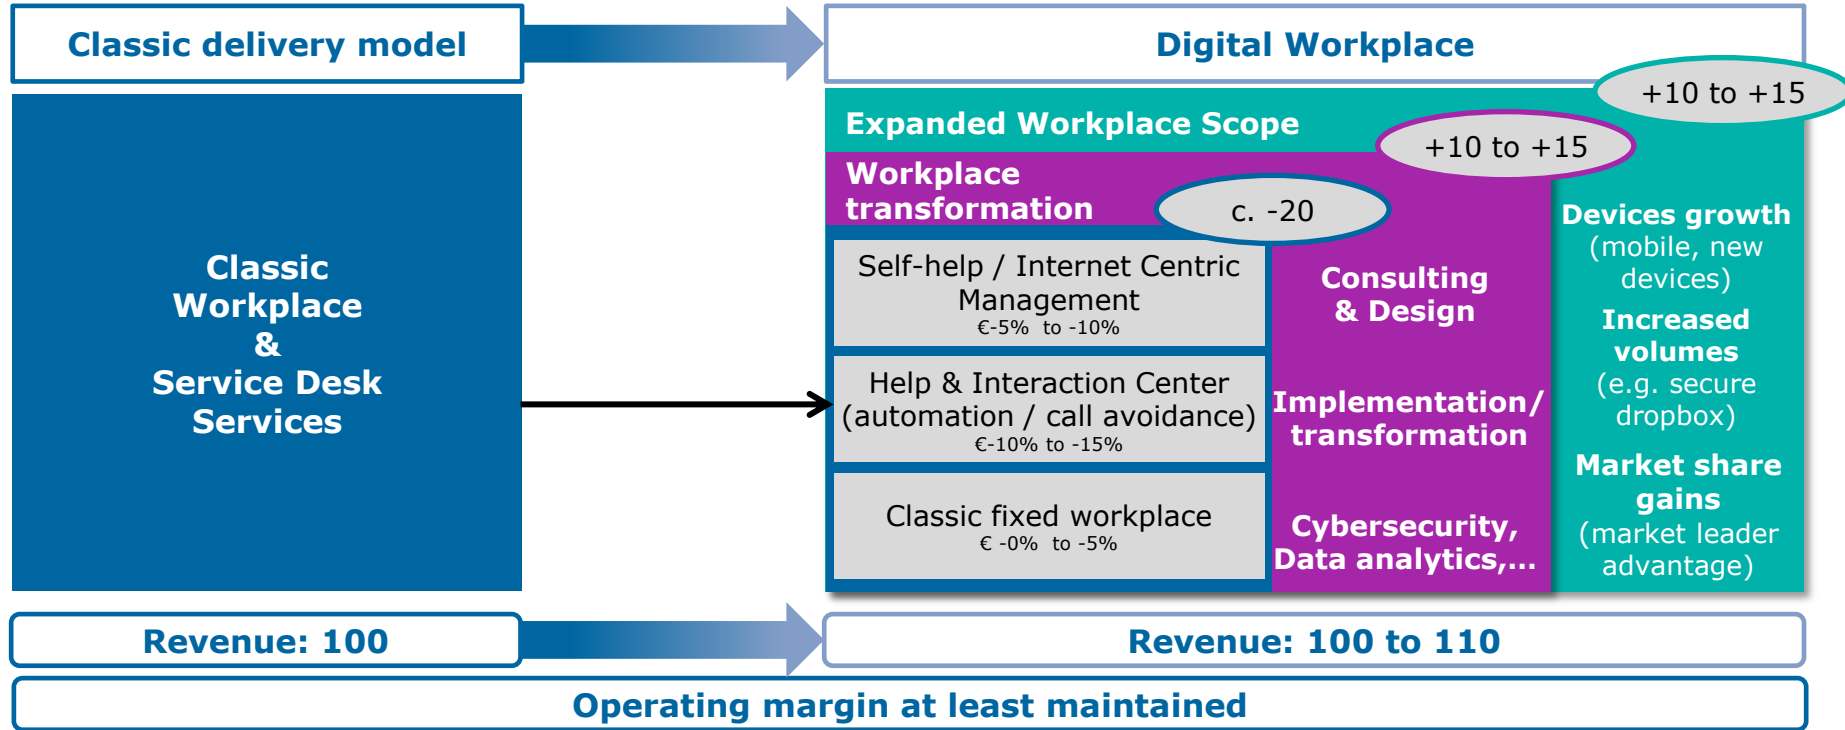 Classic delivery model
Digital Workplace
+10 to +15
Expanded Workplace Scope
+10 to +15
Workplace
transformation
c. -20
Classic
Workplace
&
Service Desk
Services
Self-help / Internet Centric
Management
€-5% to -10%
Help & Interaction Center
(automation / call avoidance)
€-10% to -15%
Classic fixed workplace
€ -0% to -5%
Consulting
& Design
Implementation/
transformation
Cybersecurity,
Data analytics,...
Devices growth
(mobile, new
devices)
Increased
volumes
(e.g. secure
dropbox)
Market share
gains
(market leader
advantage)
Revenue: 100
Revenue: 100 to 110
Operating margin at least maintained